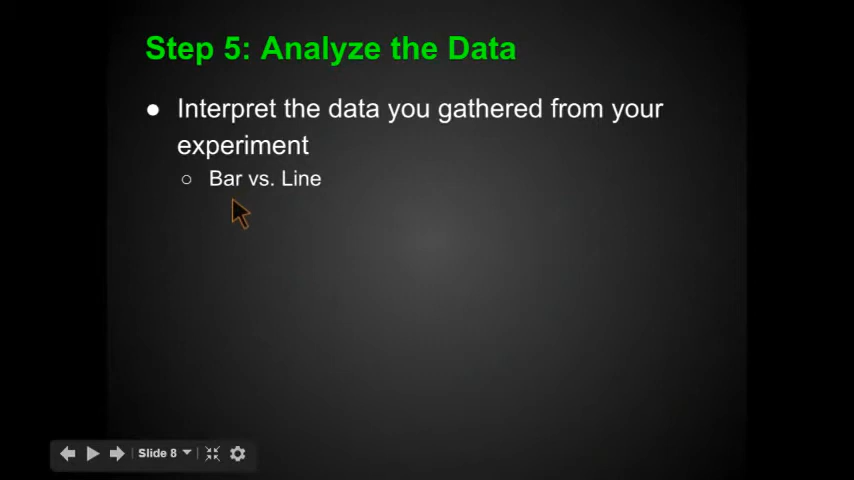 Step 5: Analyze the Data
● Interpret the data you gathered from your
experiment
○ Bar vs. Line
Slide 8